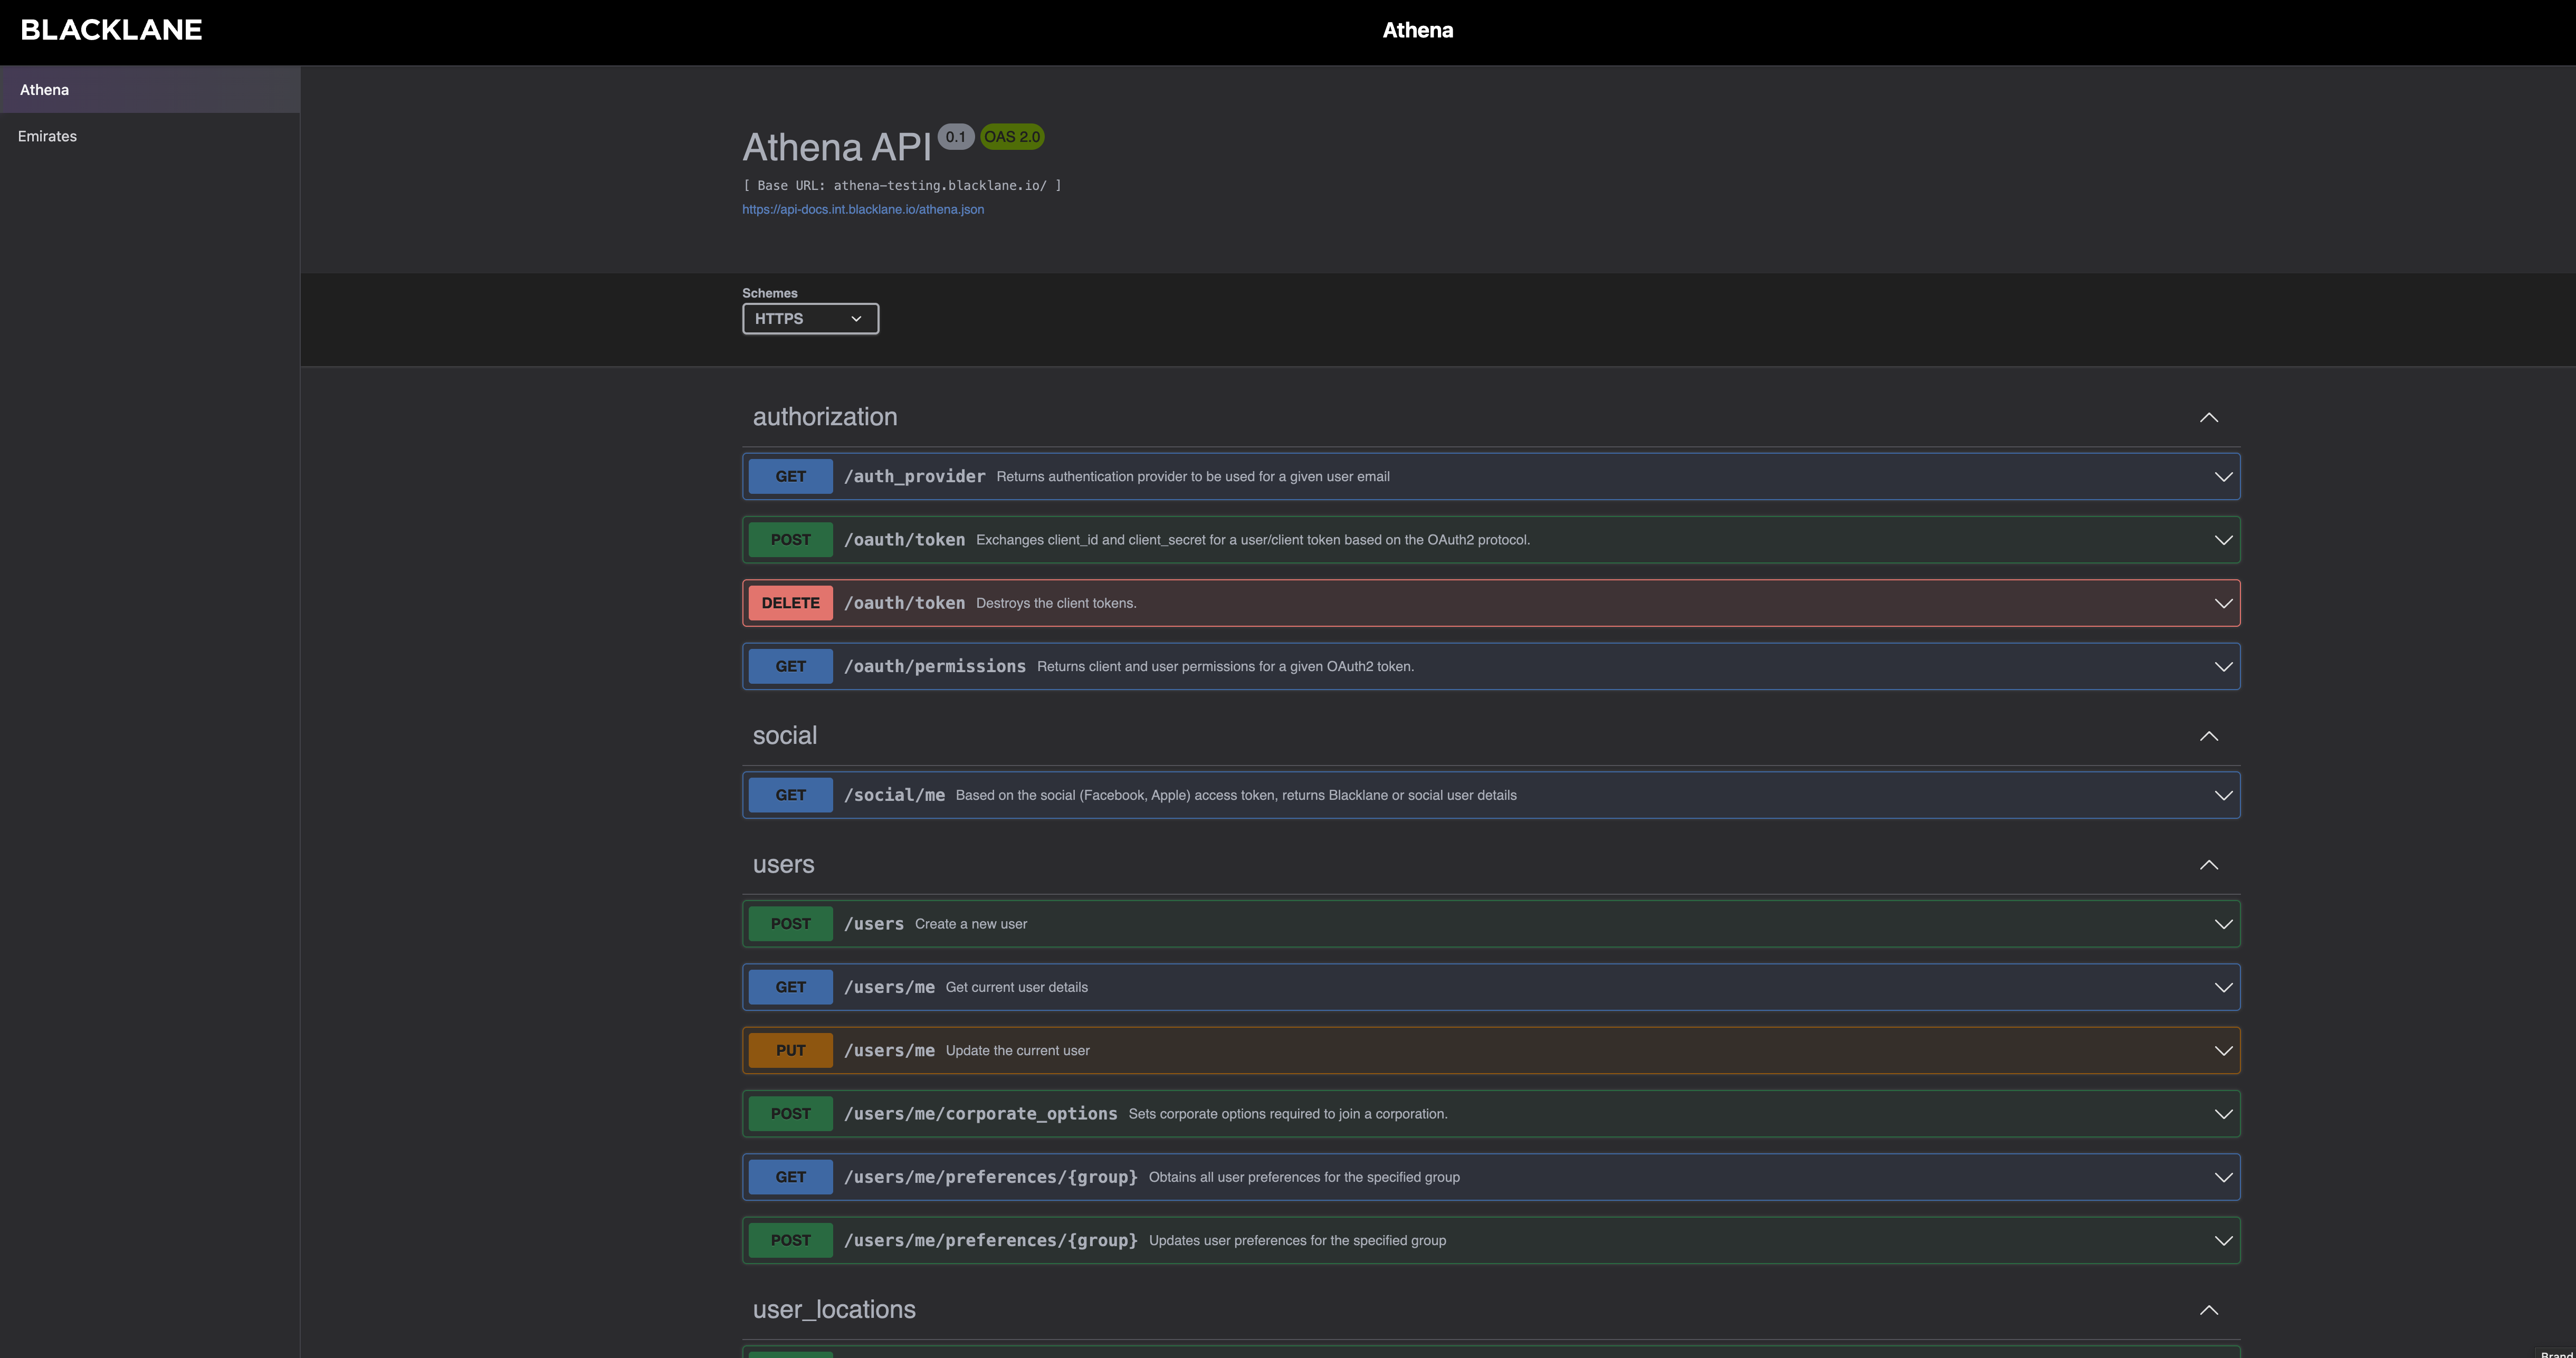 BLACKLANE
Athena
Athena
Emirates
Athena API 0.1 OAS 2.0
[ Base URL: athena-testing.blacklane.io/ ]
https://api-docs.int.blacklane.io/athena.json
Schemes
HTTPS
authorization
GET /auth_provider Returns authentication provider to be used for a given user email
POST /oauth/token Exchanges client_id and client_secret for a user/client token based on the OAuth2 protocol.
DELETE /oauth/token Destroys the client tokens.
GET /oauth/permissions Returns client and user permissions for a given OAuth2 token.
social
GET /social/me Based on the social (Facebook, Apple) access token, returns Blacklane or social user details
users
POST /users Create a new user
GET /users/me Get current user details
PUT /users/me Update the current user
POST /users/me/corporate_options Sets corporate options required to join a corporation.
GET /users/me/preferences/{group} Obtains all user preferences for the specified group
POST /users/me/preferences/{group} Updates user preferences for the specified group
user_locations